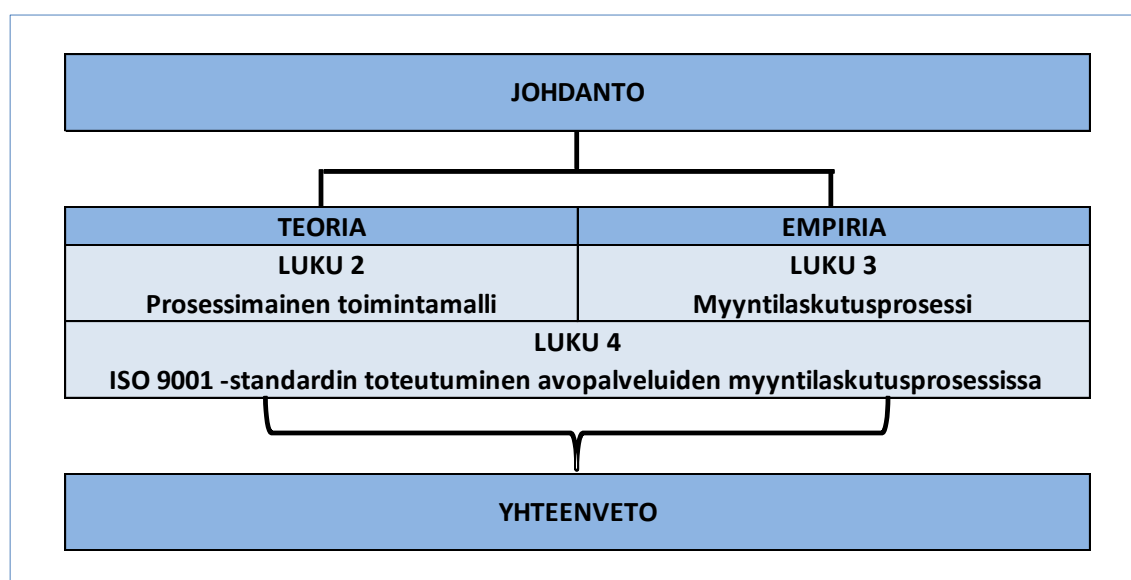 JOHDANTO
TEORIA
EMPIRIA
LUKU 2
Prosessimainen toimintamalli
LUKU 3
Myyntilaskutusprosessi
LUKU 4
ISO 9001 -standardin toteutuminen avopalveluiden myyntilaskutusprosessissa
YHTEENVETO